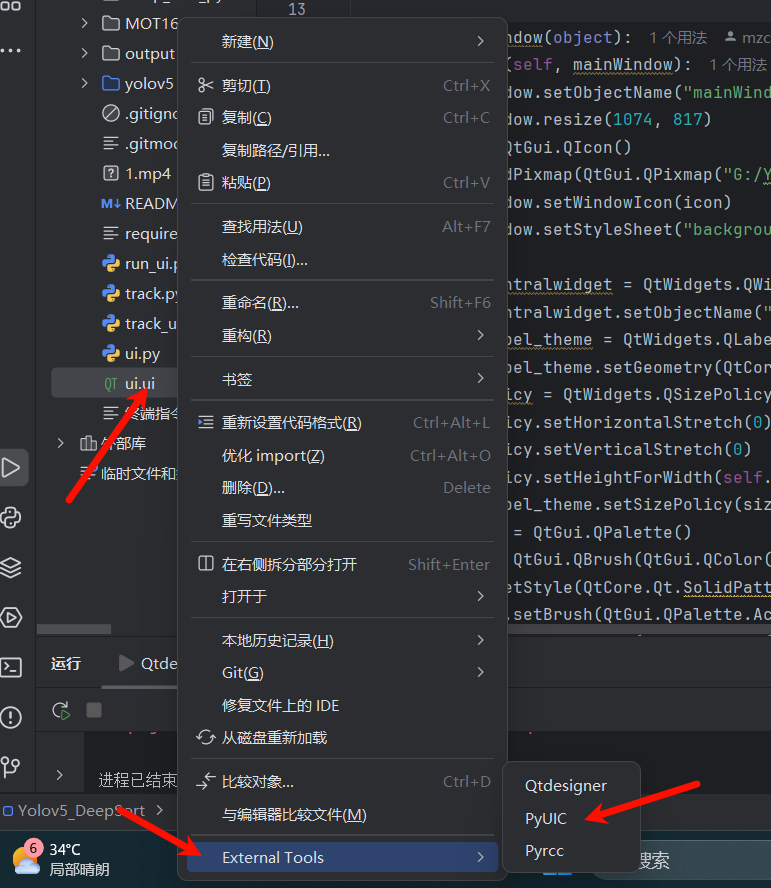 13
MOT16
output
yolov5
.gitigno
.gitmod
1.mp4
M↓ READM
require
run_ui.p
track.py
track_u
ui.py
QT ui.ui
终端指令
外部库
临时文件和
新建(N)
剪切(T) Ctrl+X
复制(C) Ctrl+C
复制路径/引用...
粘贴(P) Ctrl+V
查找用法(U) Alt+F7
检查代码(I)...
重命名(R)... Shift+F6
重构(R)
书签
重新设置代码格式(R) Ctrl+Alt+L
优化 import(Z) Ctrl+Alt+O
删除(D)... Delete
重写文件类型
在右侧拆分部分打开 Shift+Enter
打开于
本地历史记录(H)
Git(G)
修复文件上的 IDE
从磁盘重新加载
比较对象... Ctrl+D
与编辑器比较文件(M)
External Tools
Qtdesigner
PyUIC
Pyrcc
ndow(object): 1 个用法 mzc
(self, mainWindow): 1 个用法
dow.setObjectName("mainWind
dow.resize(1074, 817)
QtGui.QIcon()
dPixmap(QtGui.QPixmap("G:/Y
dow.setWindowIcon(icon)
dow.setStyleSheet("backgrou
ntralwidget = QtWidgets.QWi
ntralwidget.setObjectName("
bel_theme = QtWidgets.QLabe
bel_theme.setGeometry(QtCor
icy = QtWidgets.QSizePolicy
icy.setHorizontalStretch(0)
icy.setVerticalStretch(0)
icy.setHeightForWidth(self.
bel_theme.setSizePolicy(siz
= QtGui.QPalette()
QtGui.QBrush(QtGui.QColor(
etStyle(QtCore.Qt.SolidPatt
.setBrush(QtGui.QPalette.Ac
运行
Qtde
进程已结束
Yolov5_DeepSort
6
34°C
局部晴朗
搜索